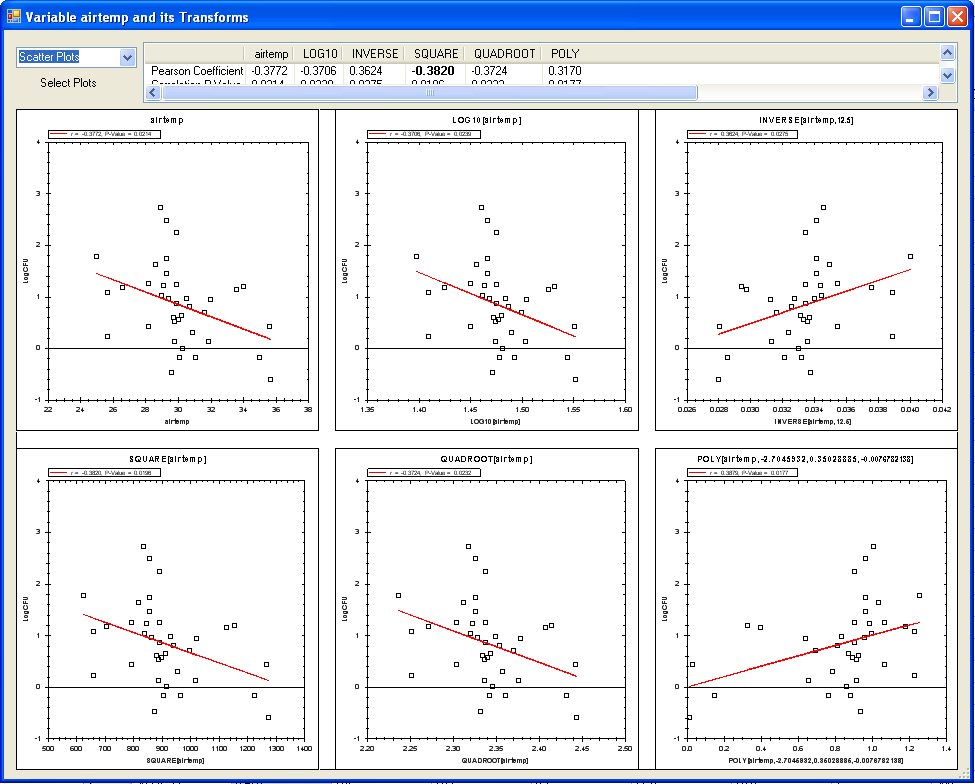 Variable airtemp and its Transforms
Scatter Plots
Select Plots
airtemp LOG10 INVERSE SQUARE QUADROOT POLY
Pearson Coefficient -0.3772 -0.3706 0.3624 -0.3820 -0.3724 0.3170
airtemp
r = -0.3772, P-Value = 0.0214
4
3
2
1
0
-1
LogCFU
22 24 26 28 30 32 34 36 38
airtemp
LOG10[airtemp]
r = -0.3706, P-Value = 0.0239
4
3
2
1
0
-1
LogCFU
1.35 1.40 1.45 1.50 1.55 1.60
LOG10[airtemp]
INVERSE[airtemp,12.5]
r = 0.3624, P-Value = 0.0275
4
3
2
1
0
-1
LogCFU
0.026 0.028 0.030 0.032 0.034 0.036 0.038 0.040 0.042
INVERSE[airtemp,12.5]
SQUARE[airtemp]
r = -0.3820, P-Value = 0.0196
4
3
2
1
0
-1
LogCFU
500 600 700 800 900 1000 1100 1200 1300 1400
SQUARE[airtemp]
QUADROOT[airtemp]
r = -0.3724, P-Value = 0.0232
4
3
2
1
0
-1
LogCFU
2.20 2.25 2.30 2.35 2.40 2.45 2.50
QUADROOT[airtemp]
POLY[airtemp,-2.7045932,0.35028885,-0.0076782138]
r = 0.3879, P-Value = 0.0177
4
3
2
1
0
-1
LogCFU
0.0 0.2 0.4 0.6 0.8 1.0 1.2 1.4
POLY[airtemp,-2.7045932,0.35028885,-0.0076782138]